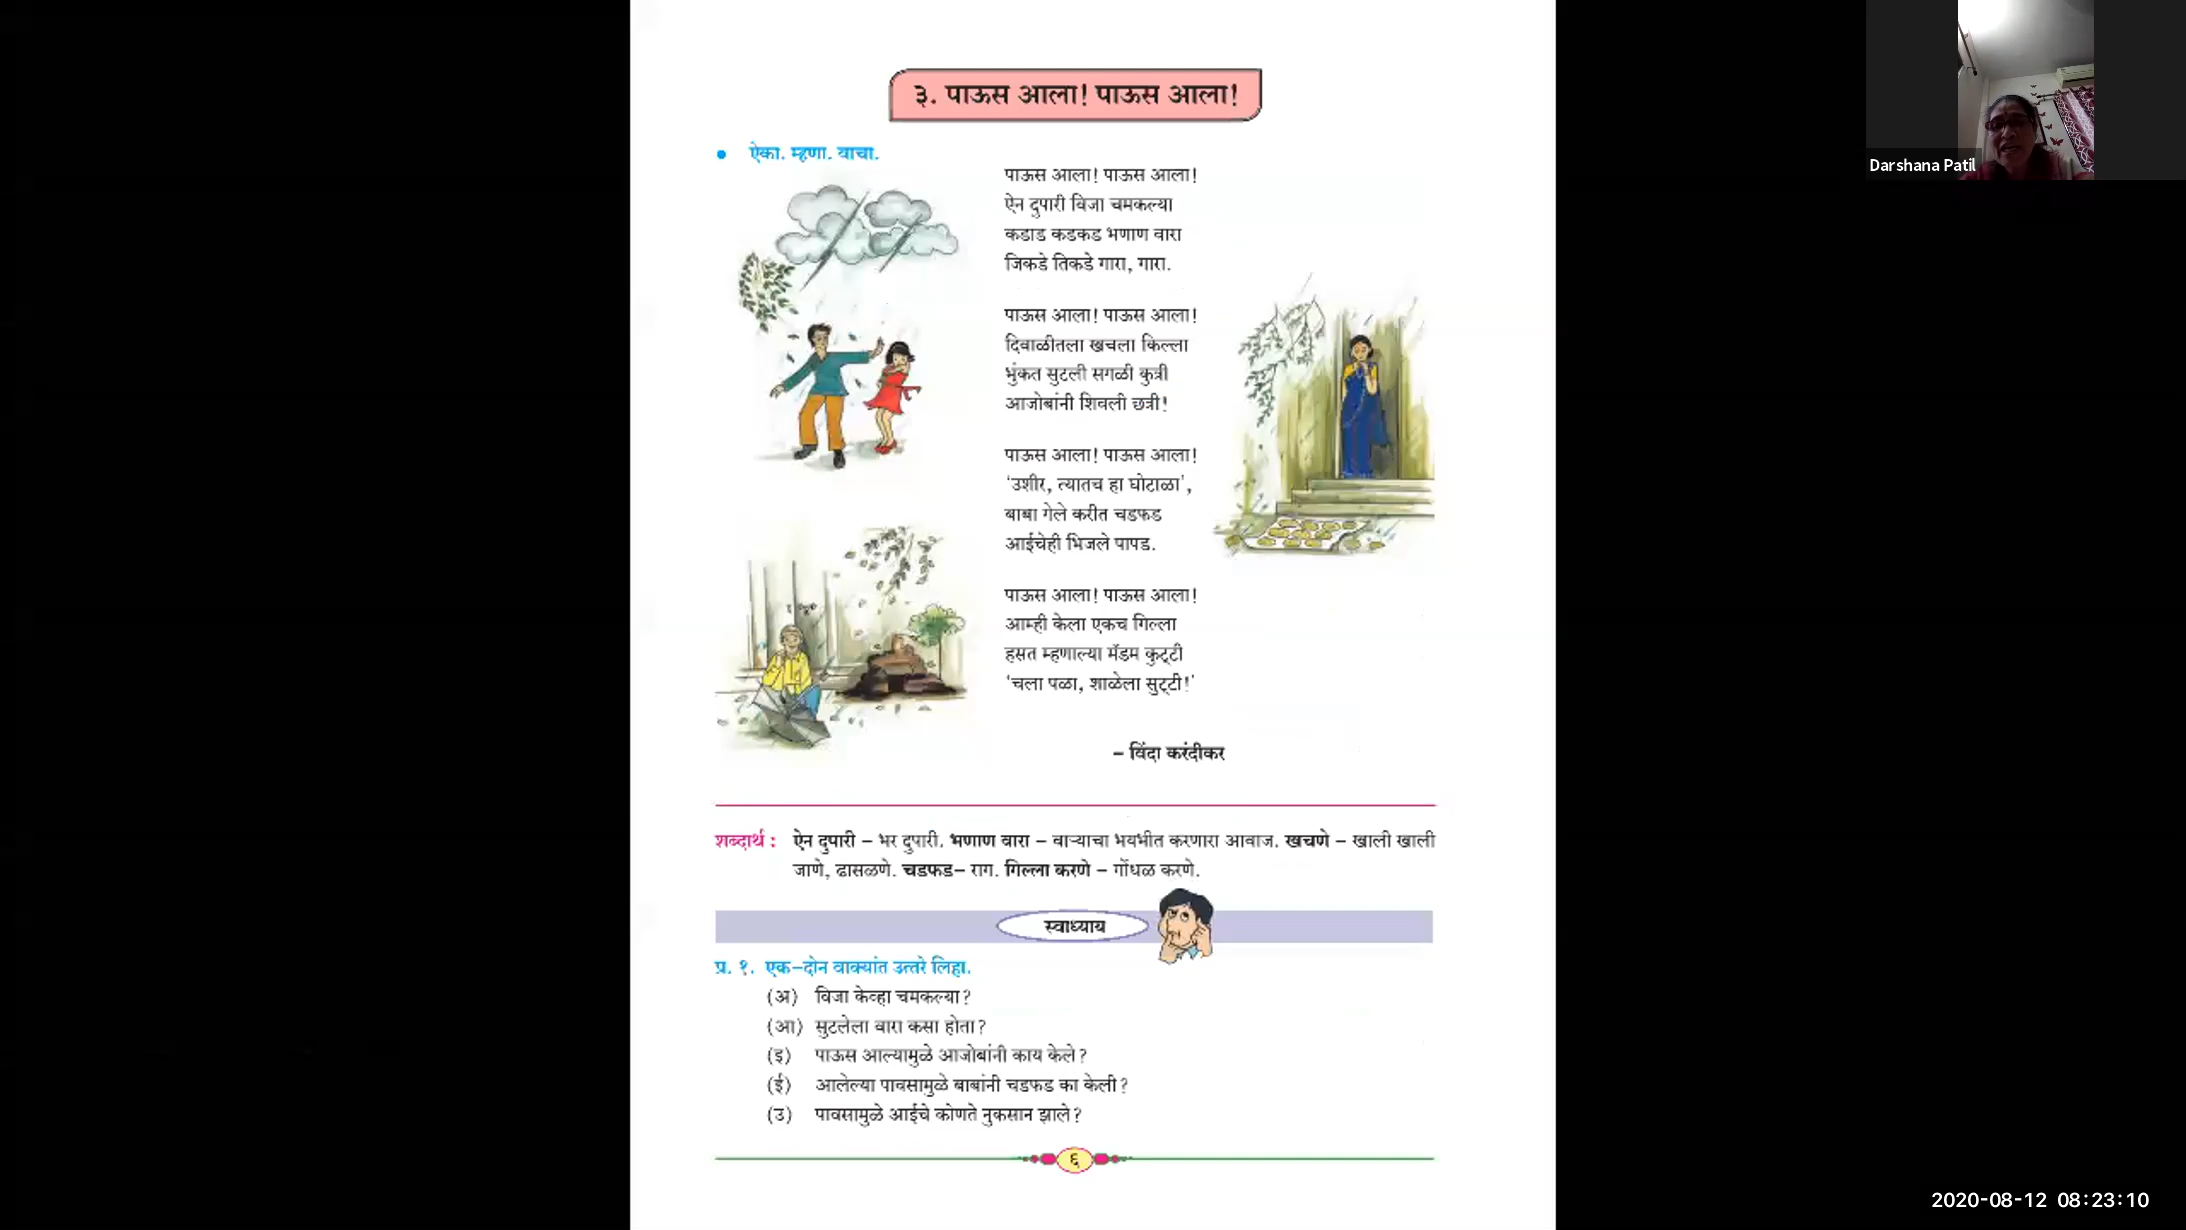 ३. पाऊस आला! पाऊस आला!
• ऐका. म्हणा. वाचा.
पाऊस आला! पाऊस आला!
ऐन दुपारी विजा चमकल्या
कडाड कडकड भणाण वारा
जिकडे तिकडे गारा, गारा.
पाऊस आला! पाऊस आला!
दिवाळीतला खचला किल्ला
भुंकत सुटली सगळी कुत्री
आजोबांनी शिवली छत्री!
पाऊस आला! पाऊस आला!
'उशीर, त्यातच हा घोटाळा',
बाबा गेले करीत चडफड
आईचेही भिजले पापड.
पाऊस आला! पाऊस आला!
आम्ही केला एकच गिल्ला
हसत म्हणाल्या मॅडम कुट्टी
'चला पळा, शाळेला सुट्टी!'
– विंदा करंदीकर
शब्दार्थ : ऐन दुपारी – भर दुपारी. भणाण वारा – वाऱ्याचा भयभीत करणारा आवाज. खचणे – खाली खाली
जाणे, ढासळणे. चडफड– राग. गिल्ला करणे – गोंधळ करणे.
स्वाध्याय
प्र. १. एक–दोन वाक्यांत उत्तरे लिहा.
(अ) विजा केव्हा चमकल्या?
(आ) सुटलेला वारा कसा होता?
(इ) पाऊस आल्यामुळे आजोबांनी काय केले?
(ई) आलेल्या पावसामुळे बाबांनी चडफड का केली?
(उ) पावसामुळे आईचे कोणते नुकसान झाले?
६
Darshana Patil
2020-08-12 08:23:10